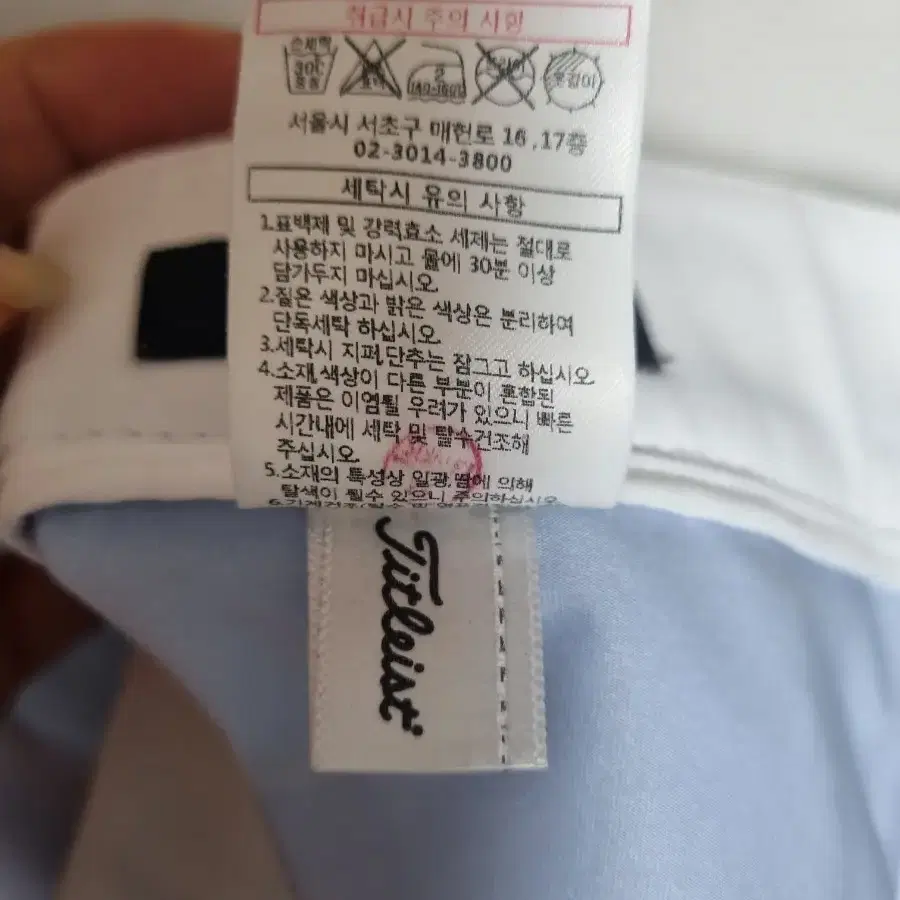 취급시 주의 사항
손세탁
30℃
중성
2
140-160℃
드라이
옷걸이
서울시 서초구 매헌로 16 ,17층
02-3014-3800
세탁시 유의 사항
1.표백제 및 강력효소 세제는 절대로
사용하지 마시고 물에 30분 이상
담가두지 마십시오.
2.짙은 색상과 밝은 색상은 분리하여
단독세탁 하십시오.
3.세탁시 지퍼,단추는 잠그고 하십시오.
4.소재,색상이 다른 부분이 혼합된
제품은 이염될 우려가 있으니 빠른
시간내에 세탁 및 탈수건조해
주십시오.
5.소재의 특성상 일광,땀에 의해
탈색이 될수 있으니 주의하십시오.
Titleist